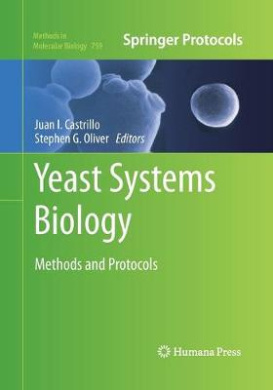 Methods in
Molecular Biology 759
Springer Protocols
Juan I. Castrillo
Stephen G. Oliver Editors
Yeast Systems
Biology
Methods and Protocols
Humana Press